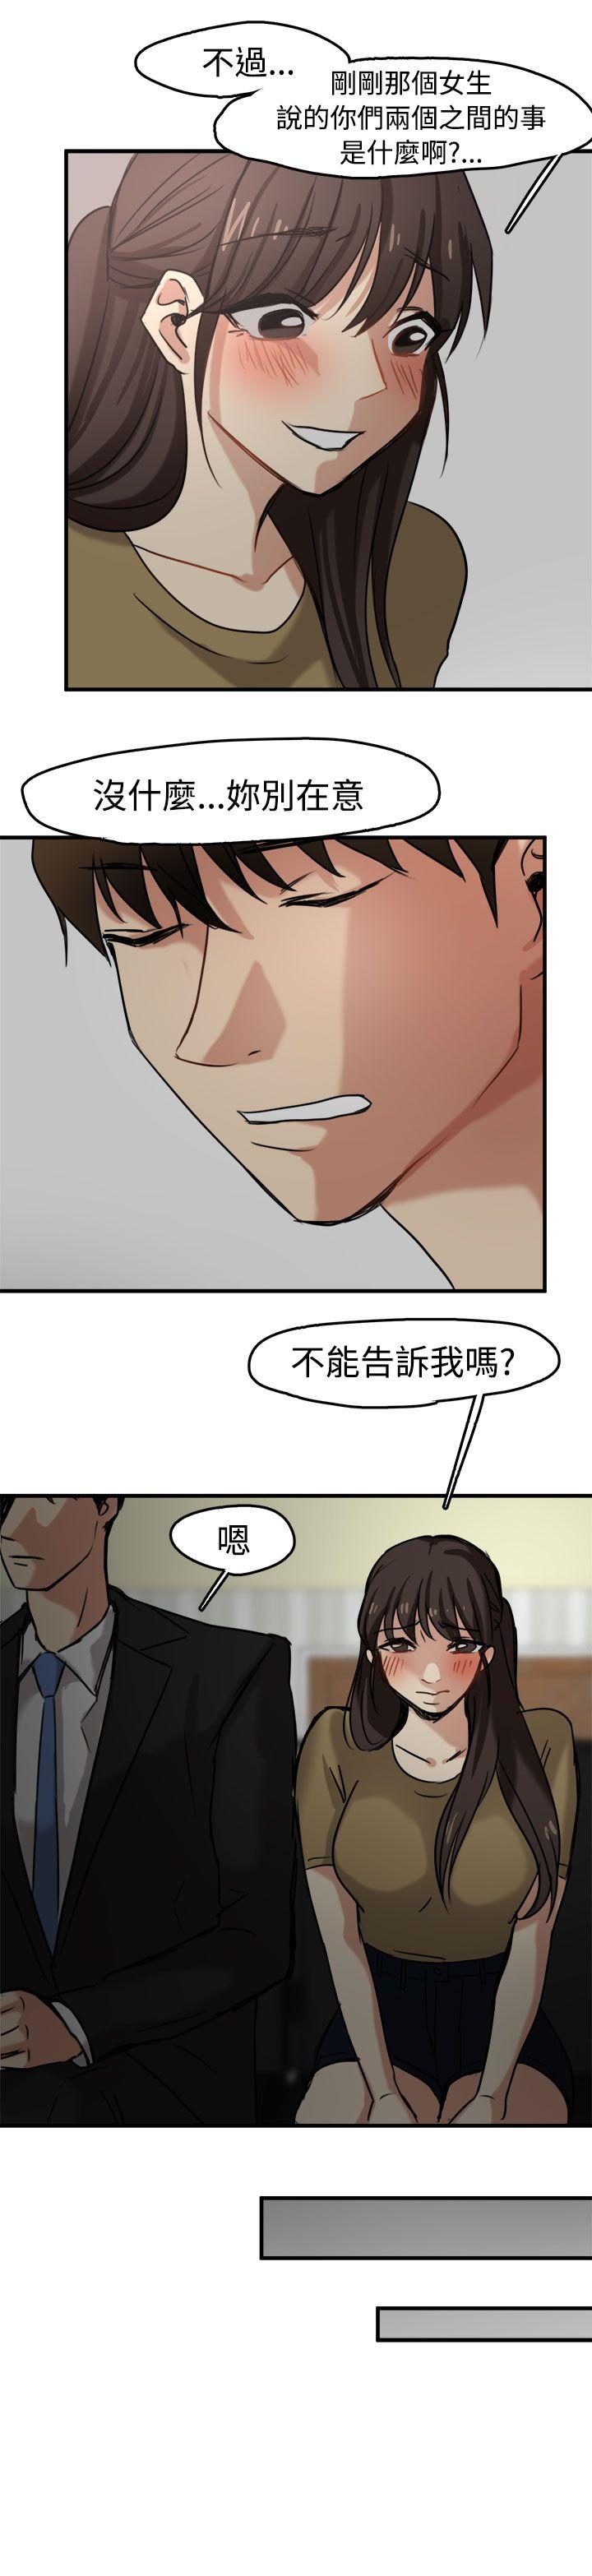 不過...
剛剛那個女生
說的你們兩個之間的事
是什麼啊?...
沒什麼...妳別在意
不能告訴我嗎?
嗯